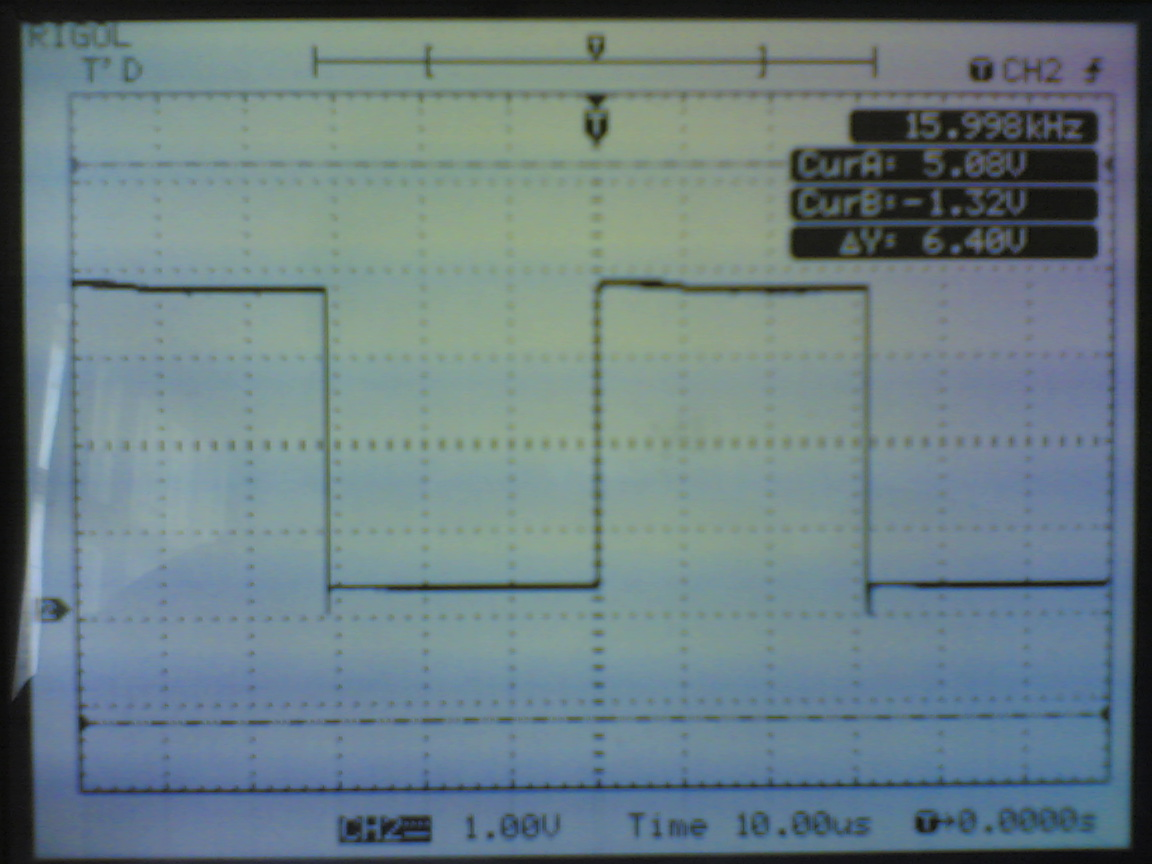 RIGOL
T'D
T
T CH2
T
15.998kHz
CurA: 5.08V
CurB:-1.32V
ΔY: 6.40V
CH2 1.00V Time 10.00us T→0.0000s